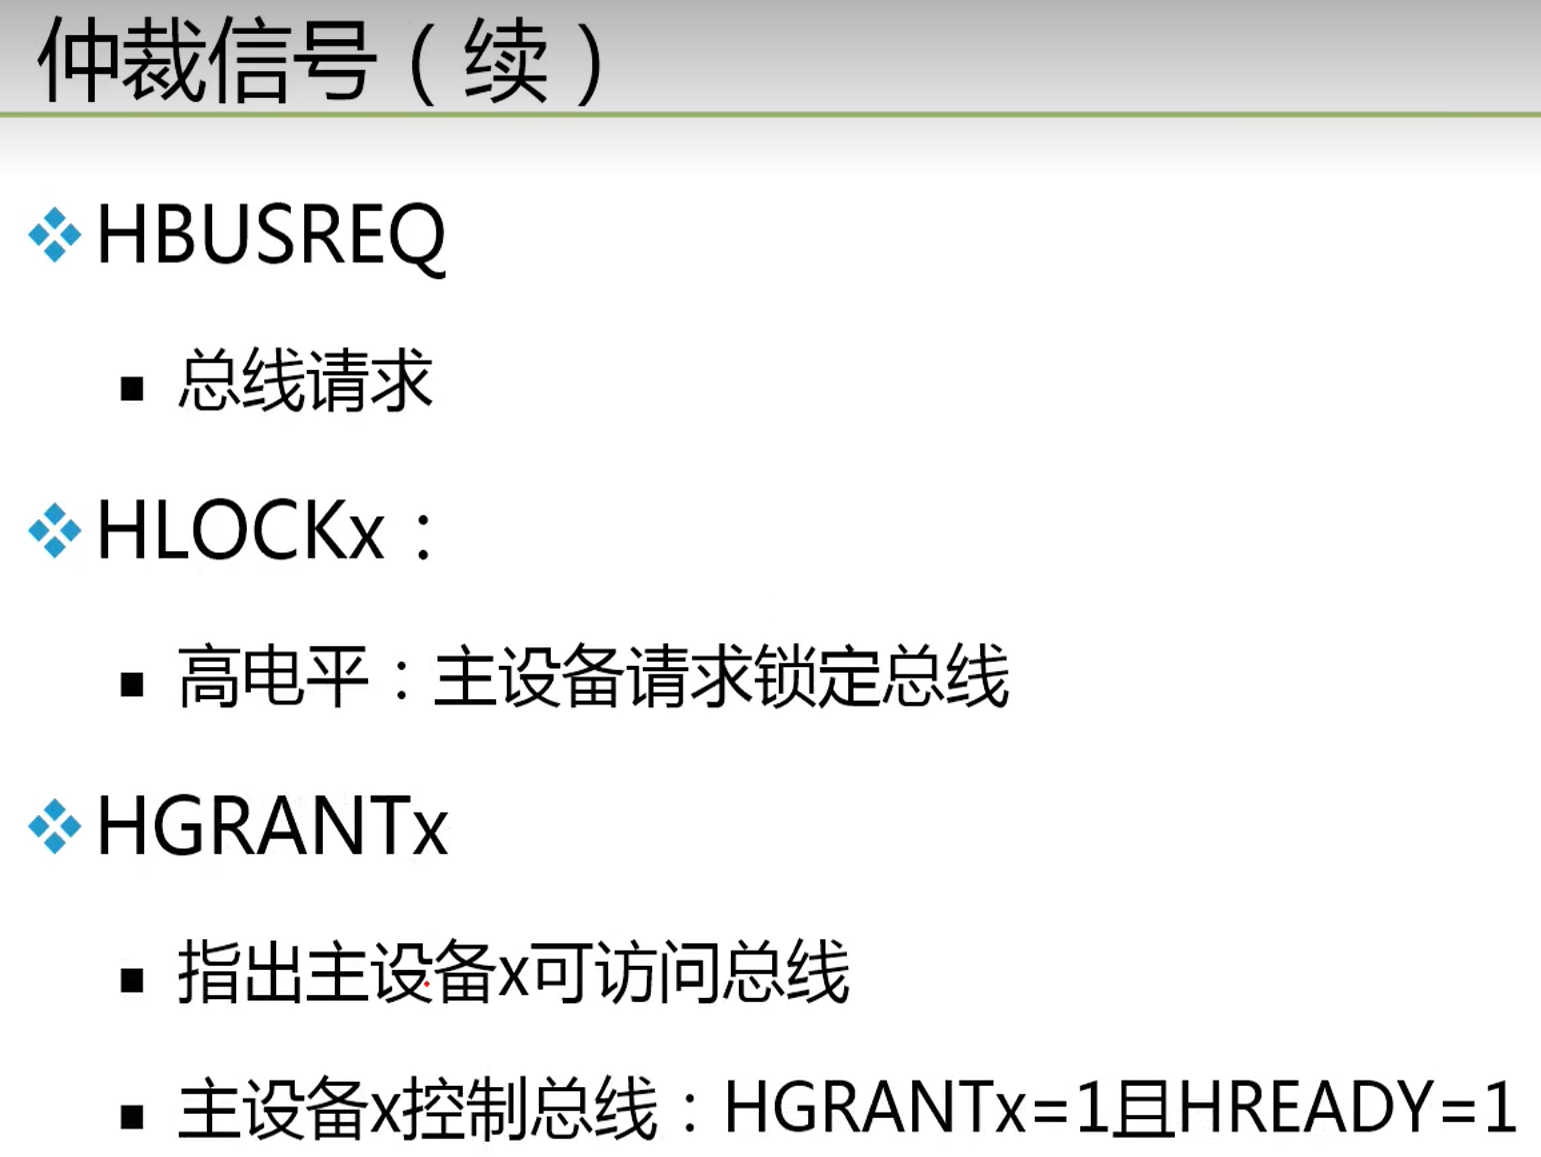 仲裁信号（续）
HBUSREQ
总线请求
HLOCKx：
高电平：主设备请求锁定总线
HGRANTx
指出主设备x可访问总线
主设备x控制总线：HGRANTx=1且HREADY=1